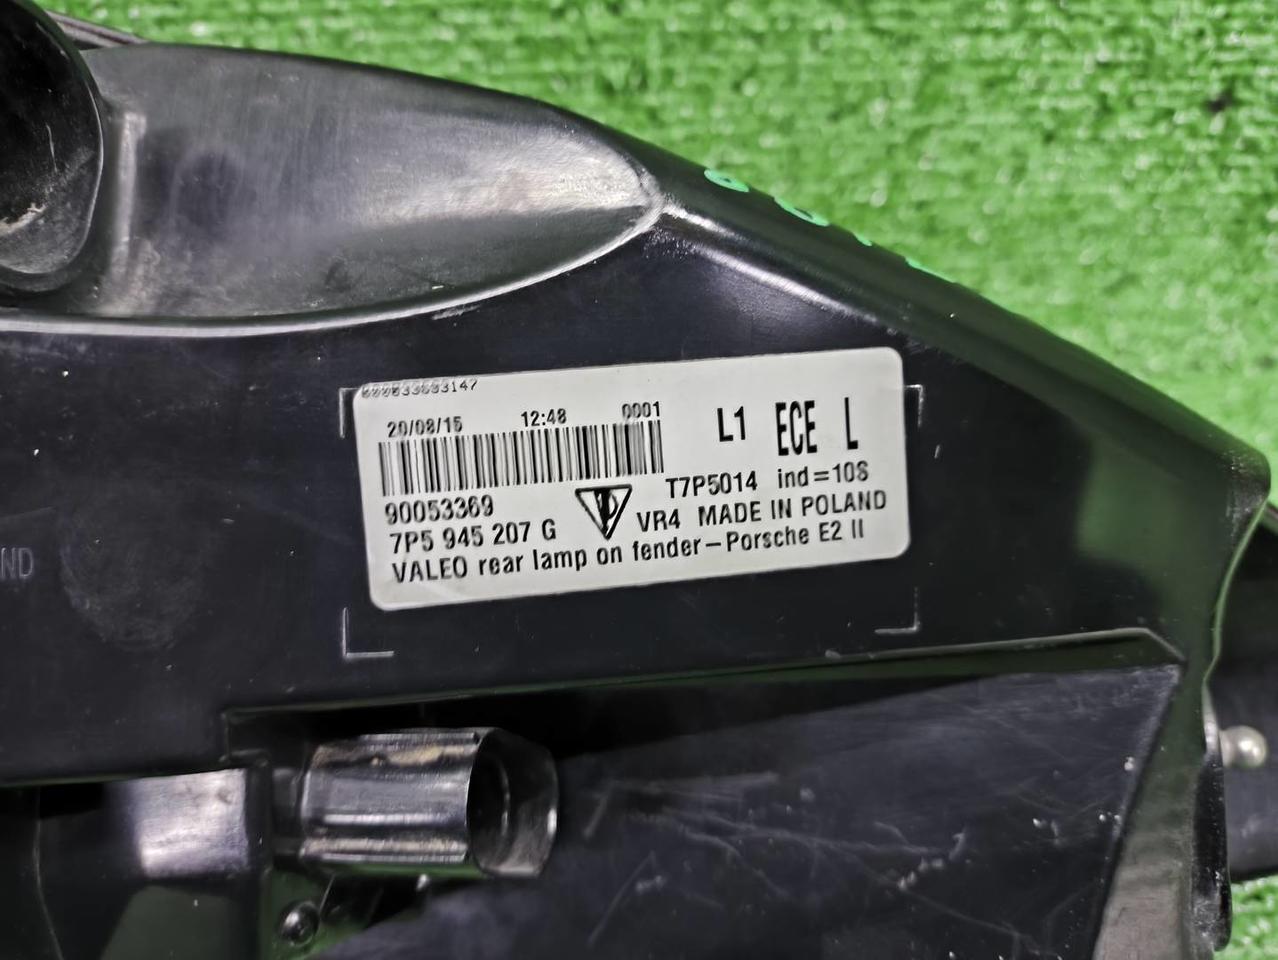 20/08/15 12:48 0001
L1 ECE L
90053369 T7P5014 ind=10S
7P5 945 207 G VR4 MADE IN POLAND
VALEO rear lamp on fender-Porsche E2 II
ND